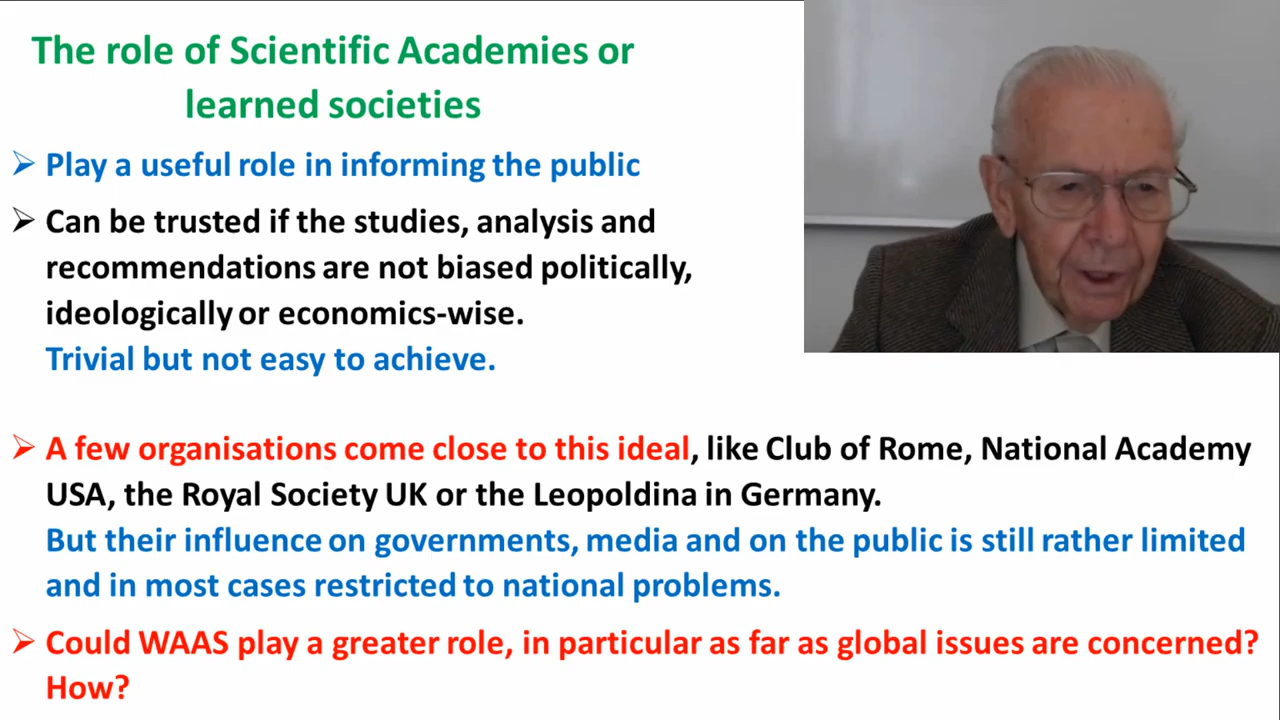 The role of Scientific Academies or
learned societies
➢ Play a useful role in informing the public
➢ Can be trusted if the studies, analysis and
recommendations are not biased politically,
ideologically or economics-wise.
Trivial but not easy to achieve.
➢ A few organisations come close to this ideal, like Club of Rome, National Academy
USA, the Royal Society UK or the Leopoldina in Germany.
But their influence on governments, media and on the public is still rather limited
and in most cases restricted to national problems.
➢ Could WAAS play a greater role, in particular as far as global issues are concerned?
How?